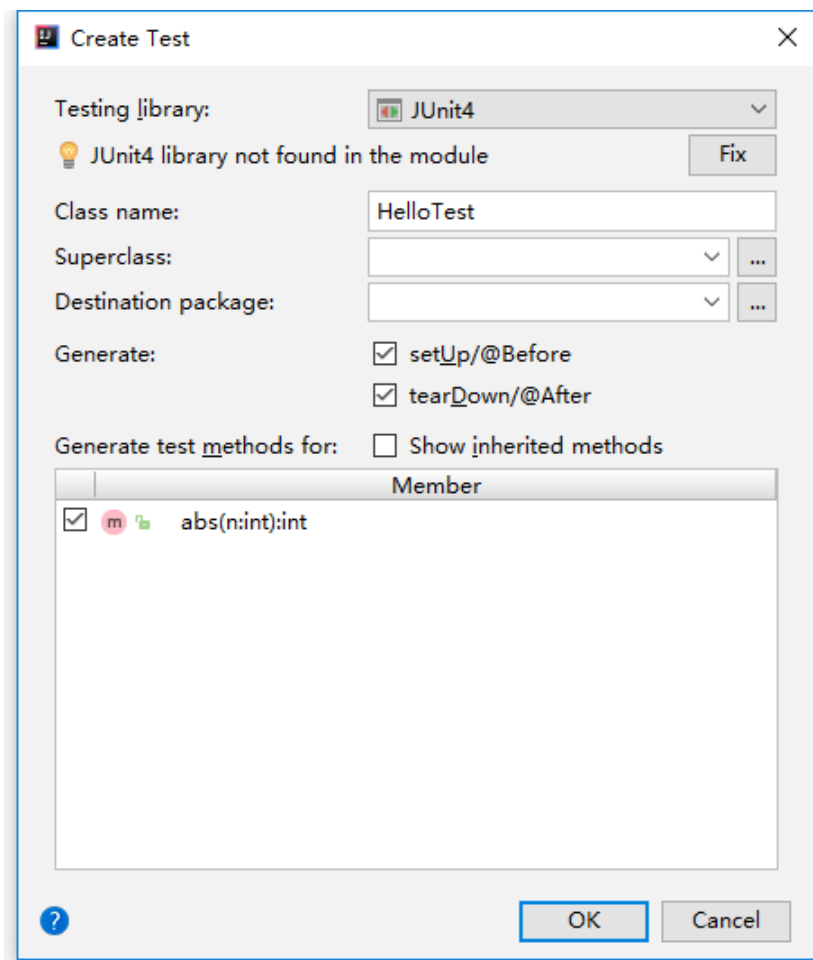 Create Test
Testing library: JUnit4
JUnit4 library not found in the module Fix
Class name: HelloTest
Superclass: ...
Destination package: ...
Generate: setUp/@Before
tearDown/@After
Generate test methods for: Show inherited methods
Member
m abs(n:int):int
? OK Cancel